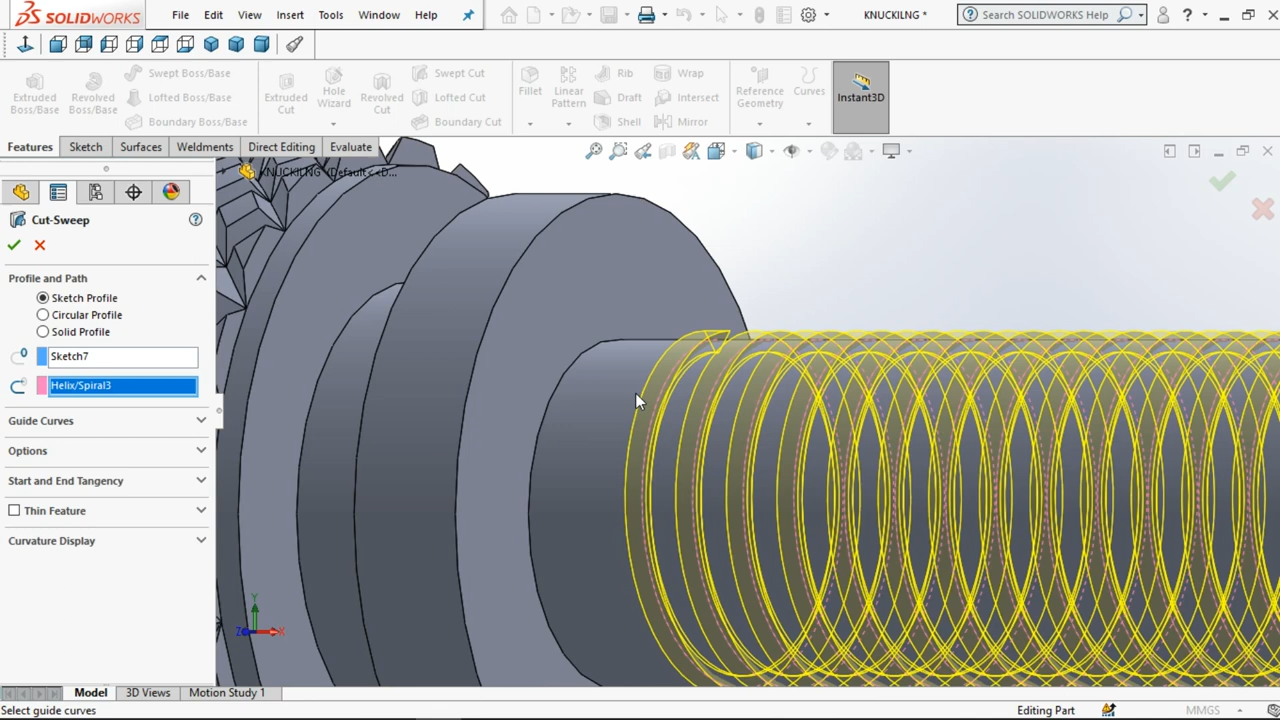 SOLIDWORKS
File Edit View Insert Tools Window Help
KNUCKILNG *
Search SOLIDWORKS Help
?
Extruded Boss/Base
Revolved Boss/Base
Swept Boss/Base
Lofted Boss/Base
Boundary Boss/Base
Extruded Cut
Hole Wizard
Revolved Cut
Swept Cut
Lofted Cut
Boundary Cut
Fillet
Linear Pattern
Rib
Draft
Shell
Wrap
Intersect
Mirror
Reference Geometry
Curves
Instant3D
Features Sketch Surfaces Weldments Direct Editing Evaluate
KNUCKILNG (Default<<D...
Cut-Sweep
?
Profile and Path
Sketch Profile
Circular Profile
Solid Profile
Sketch7
Helix/Spiral3
Guide Curves
Options
Start and End Tangency
Thin Feature
Curvature Display
Y
Z
X
Model 3D Views Motion Study 1
Select guide curves
Editing Part
MMGS